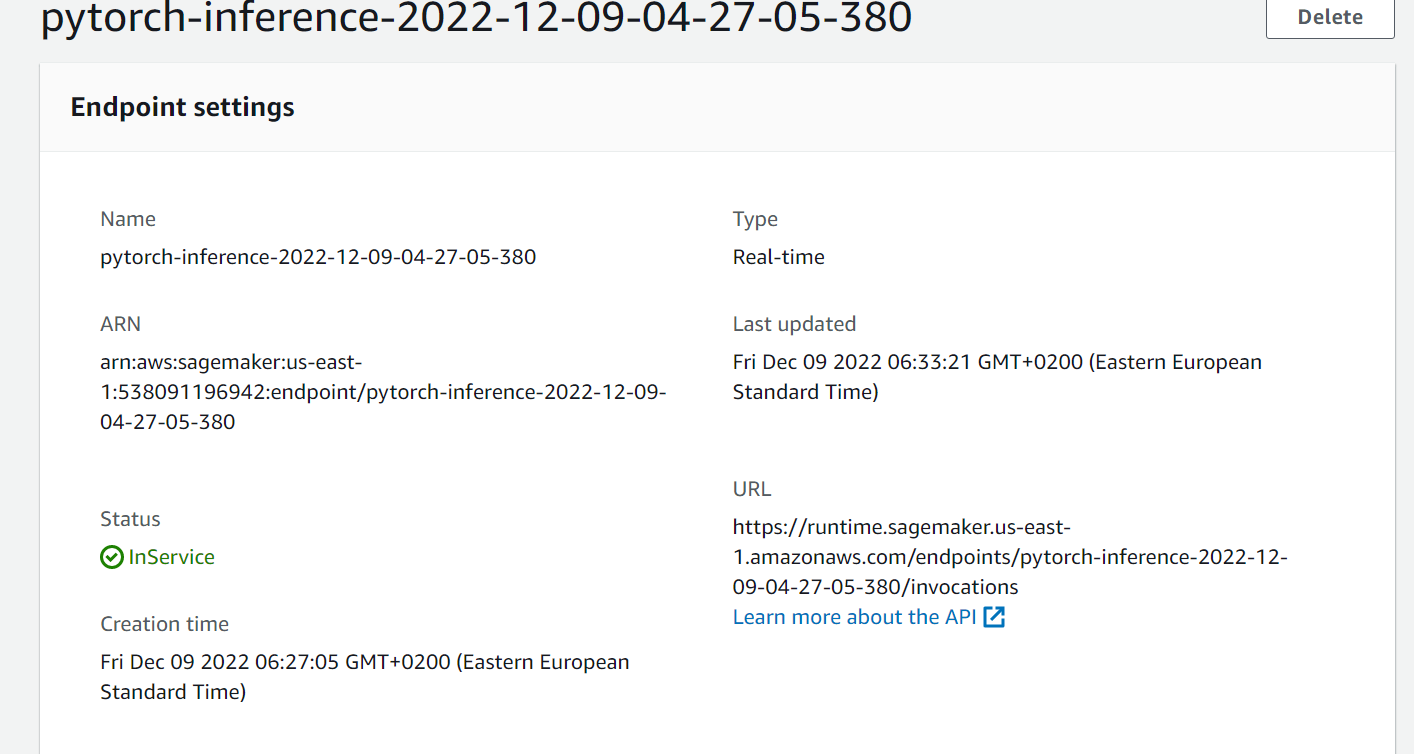 pytorch-inference-2022-12-09-04-27-05-380
Delete
Endpoint settings
Name
pytorch-inference-2022-12-09-04-27-05-380
ARN
arn:aws:sagemaker:us-east-
1:538091196942:endpoint/pytorch-inference-2022-12-09-
04-27-05-380
Status
InService
Creation time
Fri Dec 09 2022 06:27:05 GMT+0200 (Eastern European
Standard Time)
Type
Real-time
Last updated
Fri Dec 09 2022 06:33:21 GMT+0200 (Eastern European
Standard Time)
URL
https://runtime.sagemaker.us-east-
1.amazonaws.com/endpoints/pytorch-inference-2022-12-
09-04-27-05-380/invocations
Learn more about the API